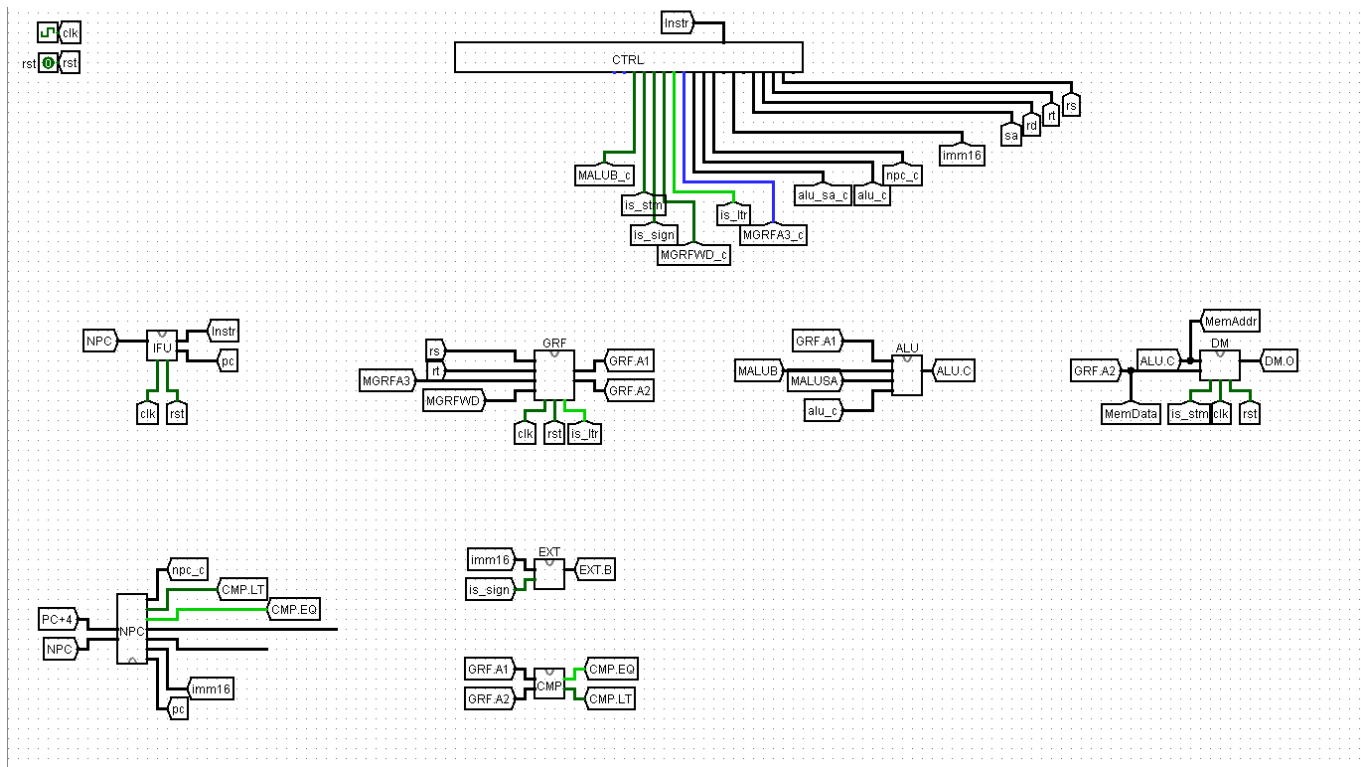 Instr
clk
rst rst
CTRL
rs
rt
rd
sa
imm16
npc_c
MALUB_c
alu_sa_c
alu_c
is_stm
is_ltr
is_sign
MGRFA3_c
MGRFWD_c
NPC
IFU
Instr
pc
clk
rst
GRF
rs
rt
MGRFA3
MGRFWD
GRF.A1
GRF.A2
clk
rst
is_ltr
ALU
GRF.A1
MALUB
MALUSA
alu_c
ALU.C
MemAddr
DM
ALU.C
GRF.A2
DM.O
MemData
is_stm
clk
rst
npc_c
CMP.LT
CMP.EQ
PC+4
NPC
NPC
imm16
pc
EXT
imm16
is_sign
EXT.B
GRF.A1
GRF.A2
CMP
CMP.EQ
CMP.LT